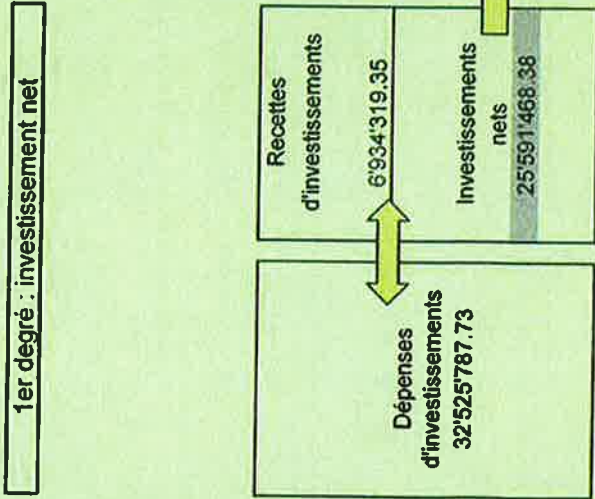 1er degré : investissement net
Dépenses
d'investissements
32'525'787.73
Recettes
d'investissements
6'934'319.35
Investissements
nets
25'591'468.38